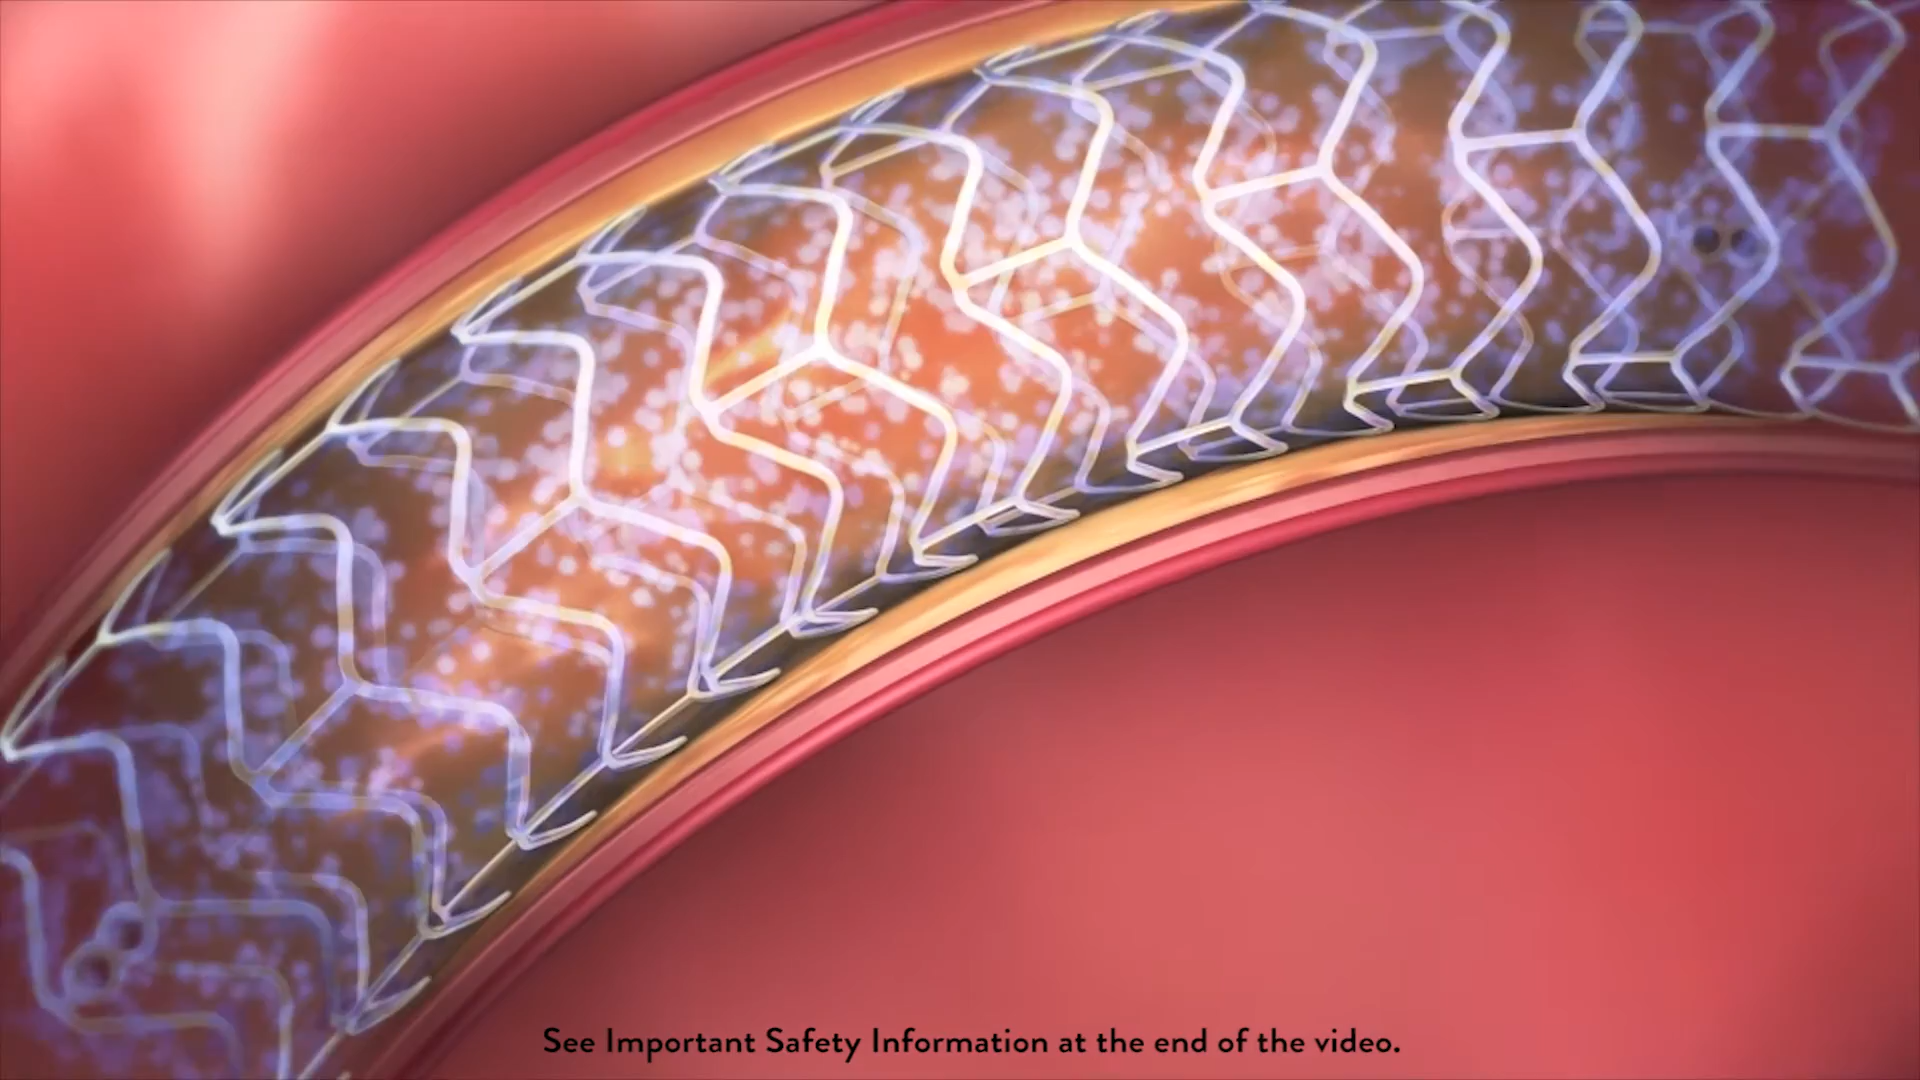 See Important Safety Information at the end of the video.